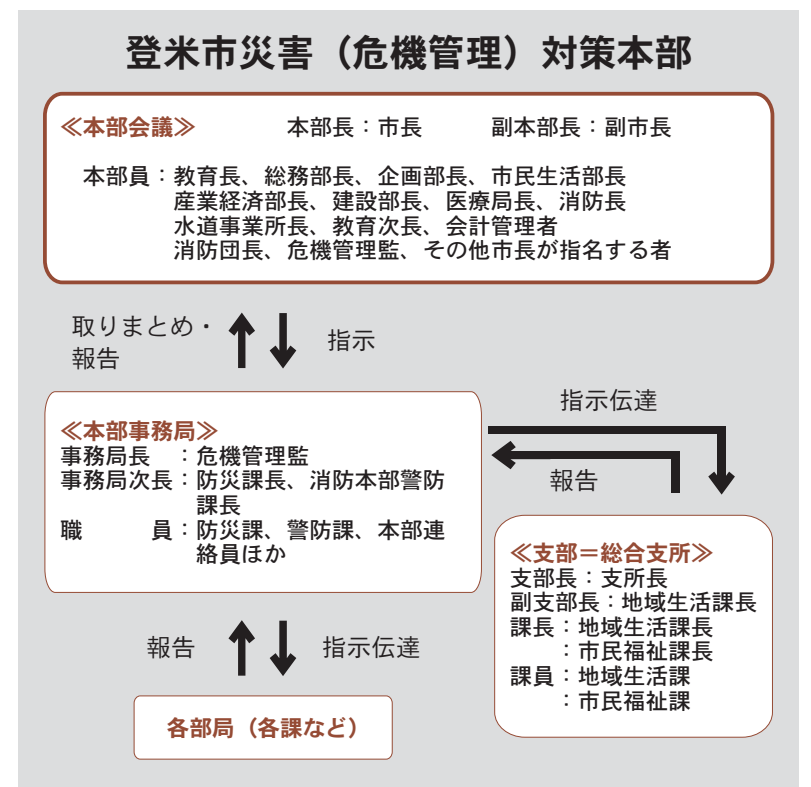 登米市災害（危機管理）対策本部
≪本部会議≫　本部長：市長　副本部長：副市長
本部員：教育長、総務部長、企画部長、市民生活部長
産業経済部長、建設部長、医療局長、消防長
水道事業所長、教育次長、会計管理者
消防団長、危機管理監、その他市長が指名する者
取りまとめ・
報告
指示
≪本部事務局≫
事務局長　：危機管理監
事務局次長：防災課長、消防本部警防
課長
職　　　員：防災課、警防課、本部連
絡員ほか
指示伝達
報告
≪支部＝総合支所≫
支部長：支所長
副支部長：地域生活課長
課長：地域生活課長
：市民福祉課長
課員：地域生活課
：市民福祉課
報告
指示伝達
各部局（各課など）